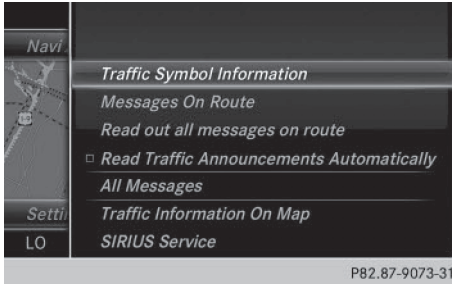 Navi
Traffic Symbol Information
Messages On Route
Read out all messages on route
Read Traffic Announcements Automatically
All Messages
Setti
Traffic Information On Map
LO
SIRIUS Service
P82.87-9073-31